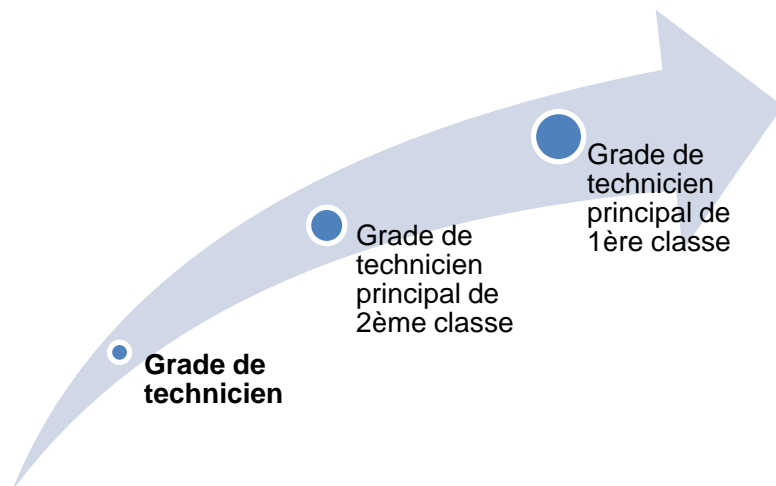 Grade de
technicien
principal de
1ère classe
Grade de
technicien
principal de
2ème classe
Grade de
technicien